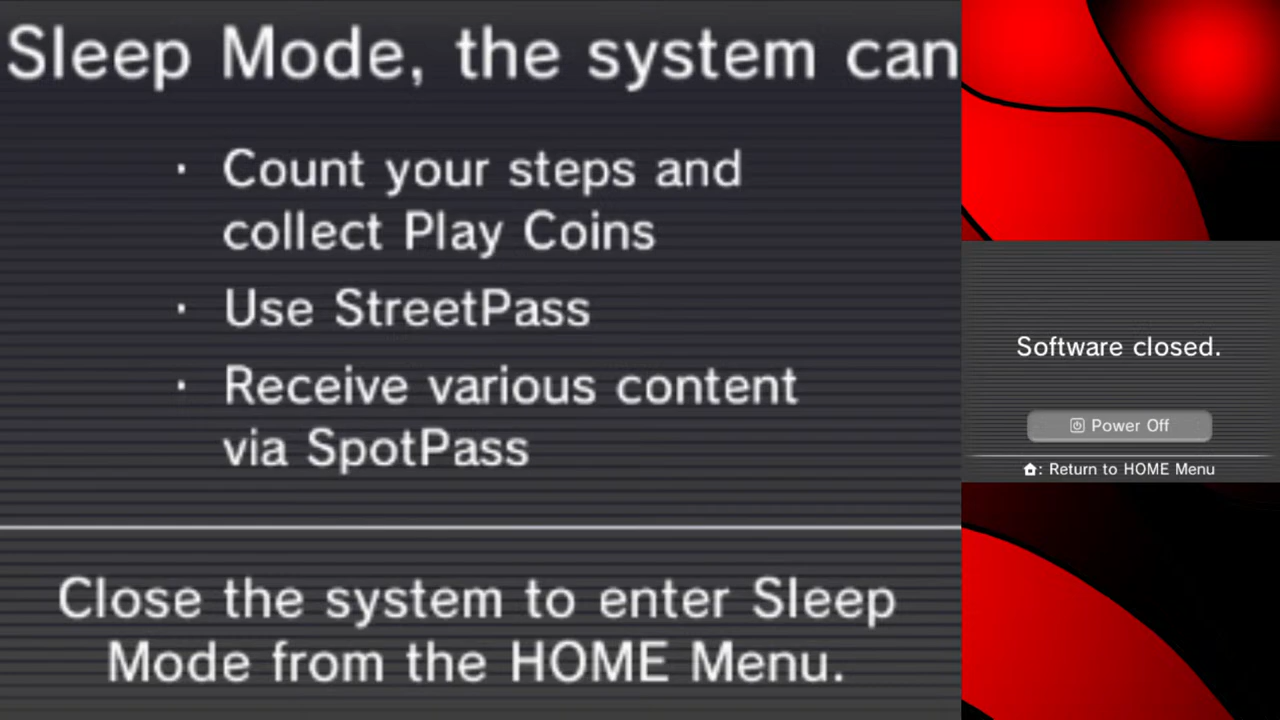 Sleep Mode, the system can
· Count your steps and
collect Play Coins
· Use StreetPass
· Receive various content
via SpotPass
Close the system to enter Sleep
Mode from the HOME Menu.
Software closed.
Power Off
: Return to HOME Menu